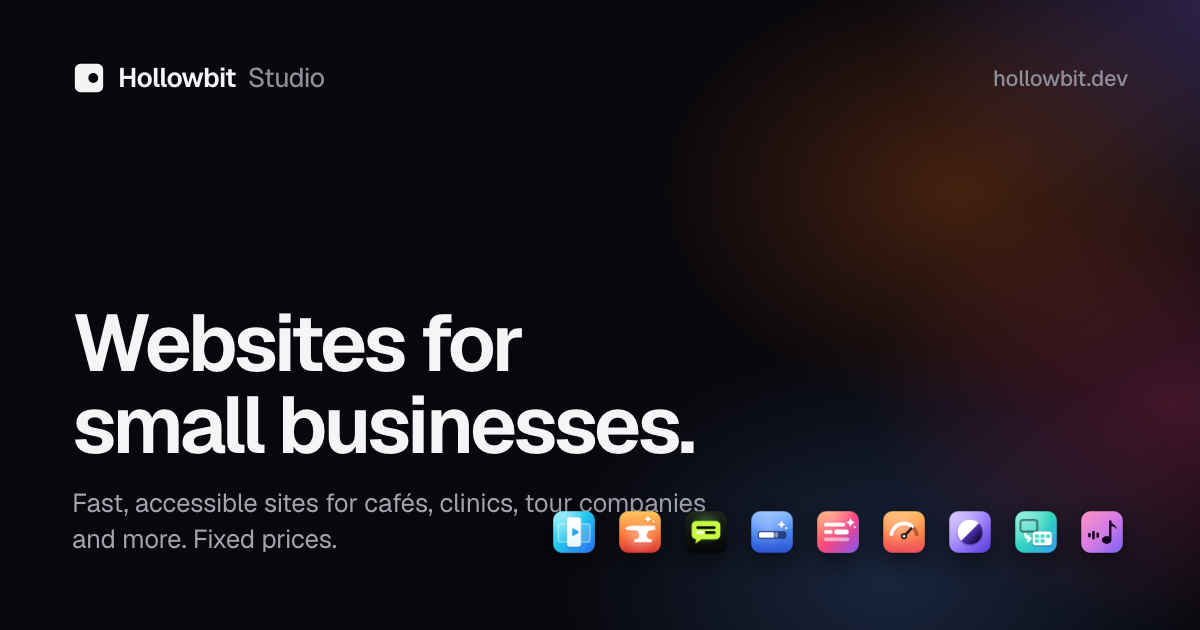 Hollowbit Studio
hollowbit.dev
Websites for
small businesses.
Fast, accessible sites for cafés, clinics, tour companies
and more. Fixed prices.